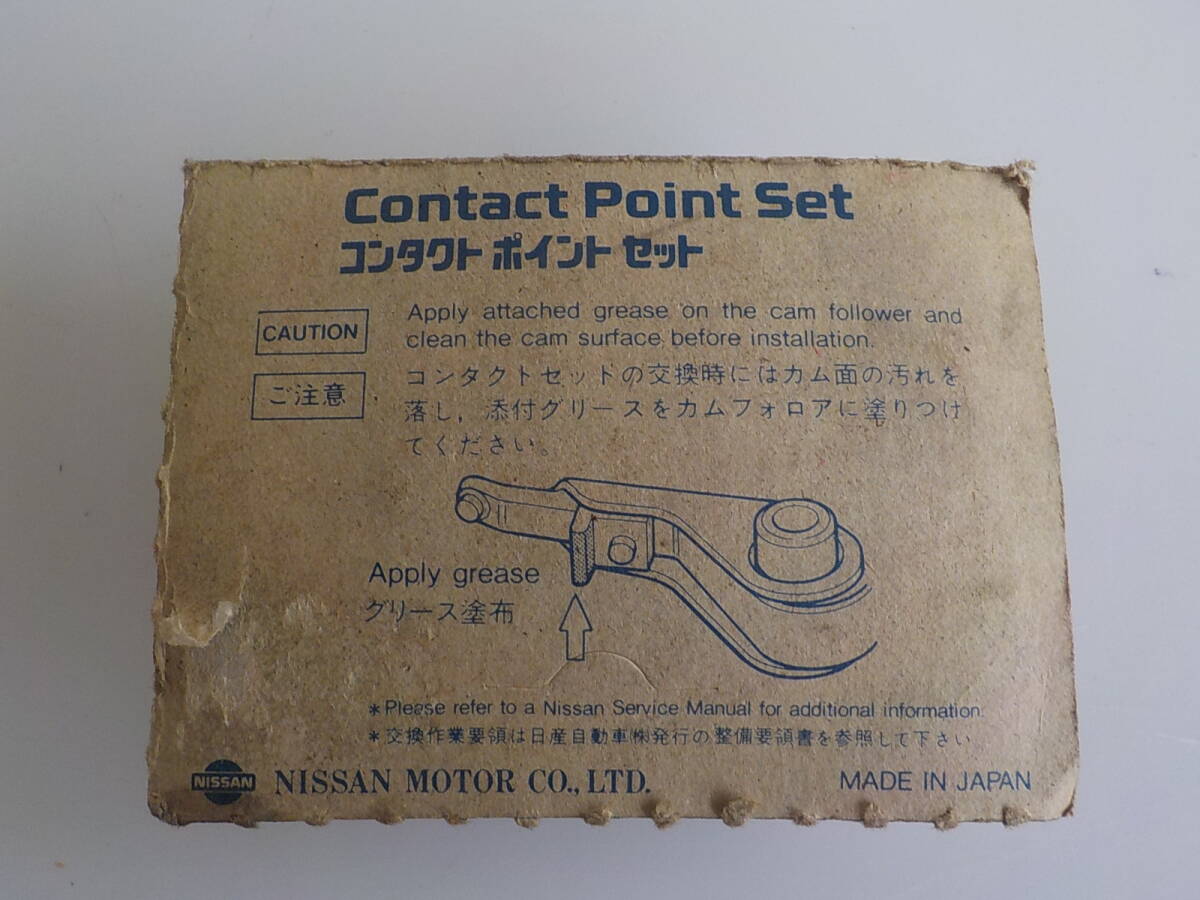 Contact Point Set
コンタクト ポイント セット
CAUTION
Apply attached grease on the cam follower and
clean the cam surface before installation.
ご注意
コンタクトセットの交換時にはカム面の汚れを
落し，添付グリースをカムフォロアに塗りつけ
てください。
Apply grease
グリース塗布
*Please refer to a Nissan Service Manual for additional information.
*交換作業要領は日産自動車㈱発行の整備要領書を参照して下さい
NISSAN NISSAN MOTOR CO., LTD. MADE IN JAPAN